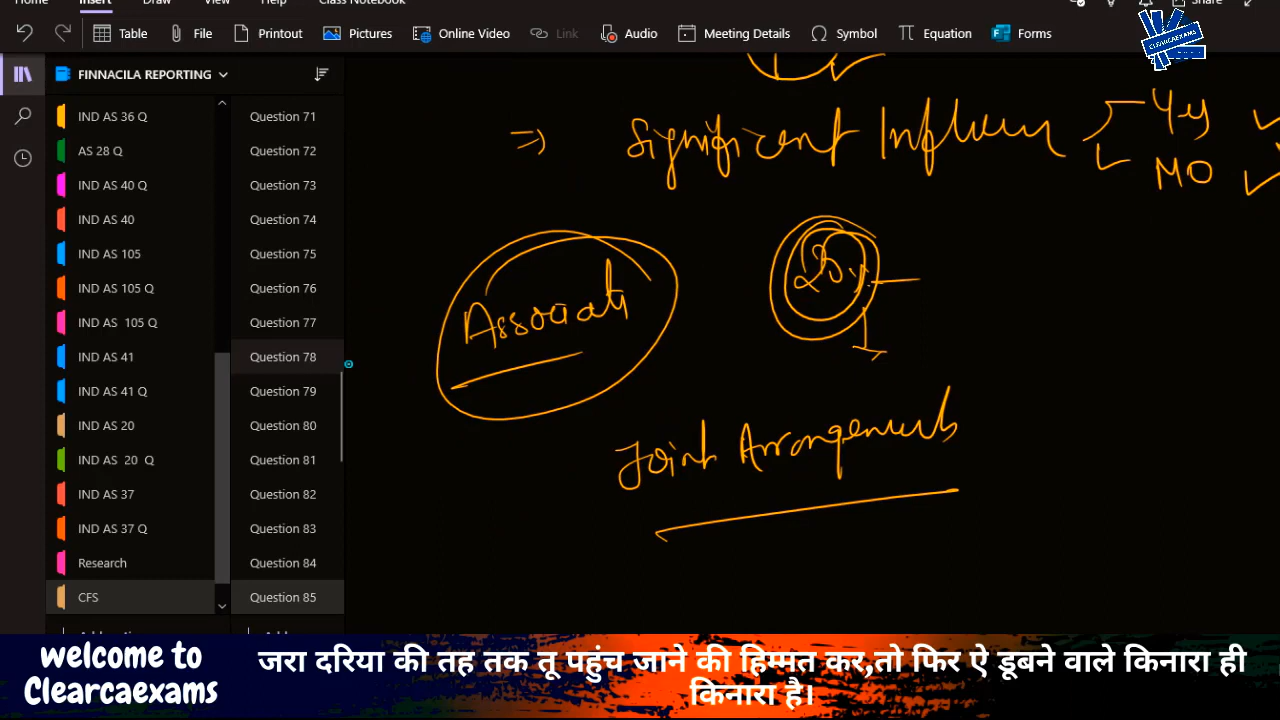 Home Insert Draw View Help Class Notebook Share
Table File Printout Pictures Online Video Link Audio Meeting Details Symbol Equation Forms
CLEARCAEXAMS
FINNACILA REPORTING
IND AS 36 Q
AS 28 Q
IND AS 40 Q
IND AS 40
IND AS 105
IND AS 105 Q
IND AS 105 Q
IND AS 41
IND AS 41 Q
IND AS 20
IND AS 20 Q
IND AS 37
IND AS 37 Q
Research
CFS
Question 71
Question 72
Question 73
Question 74
Question 75
Question 76
Question 77
Question 78
Question 79
Question 80
Question 81
Question 82
Question 83
Question 84
Question 85
⇒ Significant Influen
NO
Associats
Joint Arrangements
welcome to
Clearcaexams
जरा दरिया की तह तक तू पहुंच जाने की हिम्मत कर,तो फिर ऐ डूबने वाले किनारा ही
किनारा है।